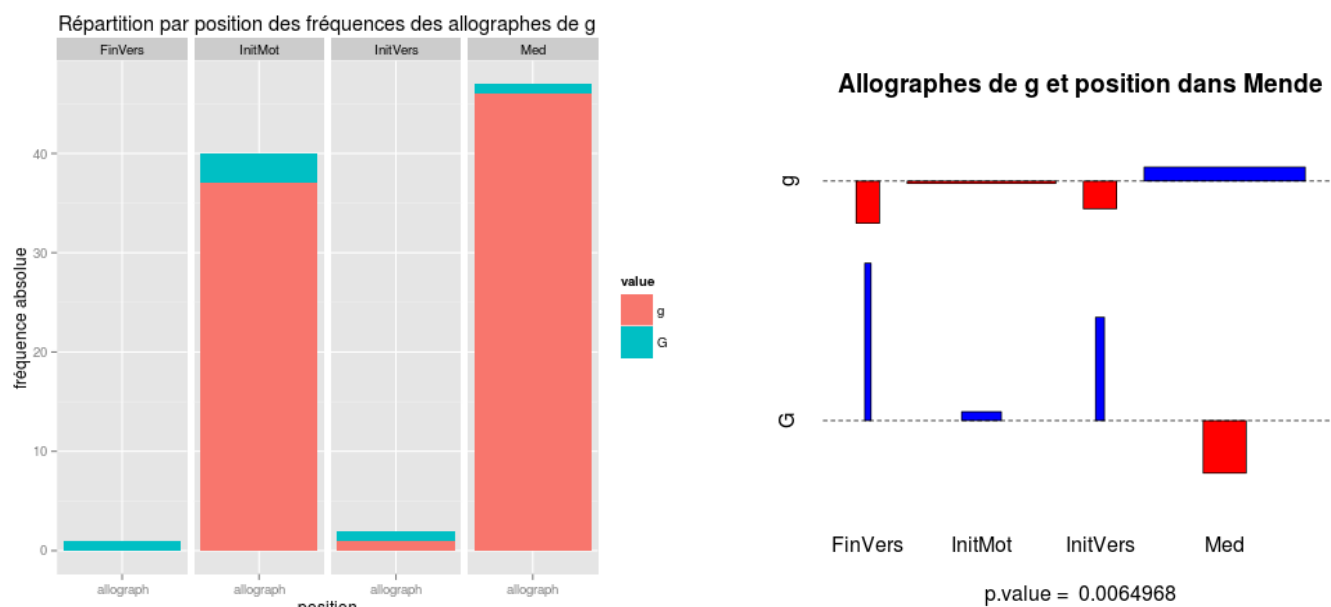 Répartition par position des fréquences des allographes de g
FinVers InitMot InitVers Med
fréquence absolue
40
30
20
10
0
allograph allograph allograph allograph
position
value
g
G
Allographes de g et position dans Mende
g
G
FinVers InitMot InitVers Med
p.value = 0.0064968